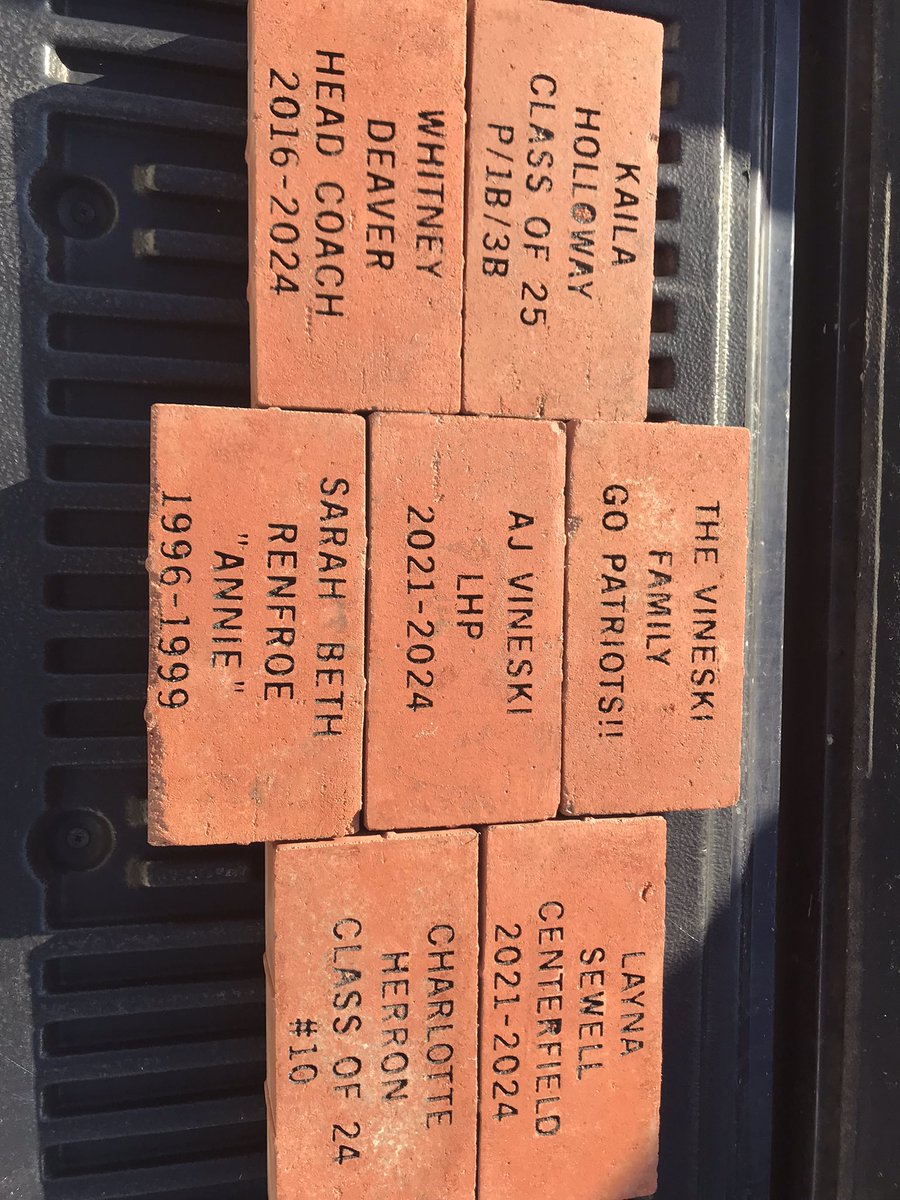 KAILA
HOLLOWAY
CLASS OF 25
P/1B/3B
WHITNEY
DEAVER
HEAD COACH
2016-2024
THE VINESKI
FAMILY
GO PATRIOTS!!
AJ VINESKI
LHP
2021-2024
SARAH BETH
RENFROE
"ANNIE"
1996-1999
LAYNA
SEWELL
CENTERFIELD
2021-2024
CHARLOTTE
HERRON
CLASS OF 24
#10